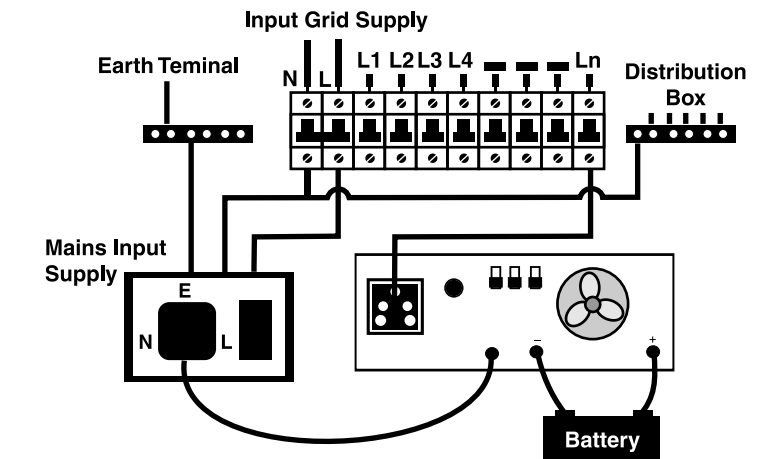 Input Grid Supply
Earth Teminal
N L L1 L2 L3 L4 Ln
Distribution
Box
Mains Input
Supply
E
N L
– +
Battery